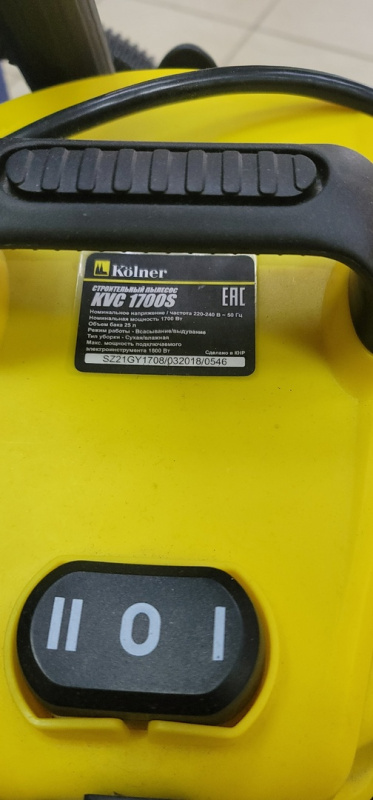 Kölner
СТРОИТЕЛЬНЫЙ ПЫЛЕСОС
KVC 1700S
EAC
Номинальное напряжение / частота 220-240 В ~ 50 Гц
Номинальная мощность 1700 Вт
Объем бака 25 л
Режим работы - Всасывание/выдувание
Тип уборки - Сухая/влажная
Макс. мощность подключаемого
электроинструмента 1800 Вт
Сделано в КНР
SZ21GY1708/032018/0546
II O I